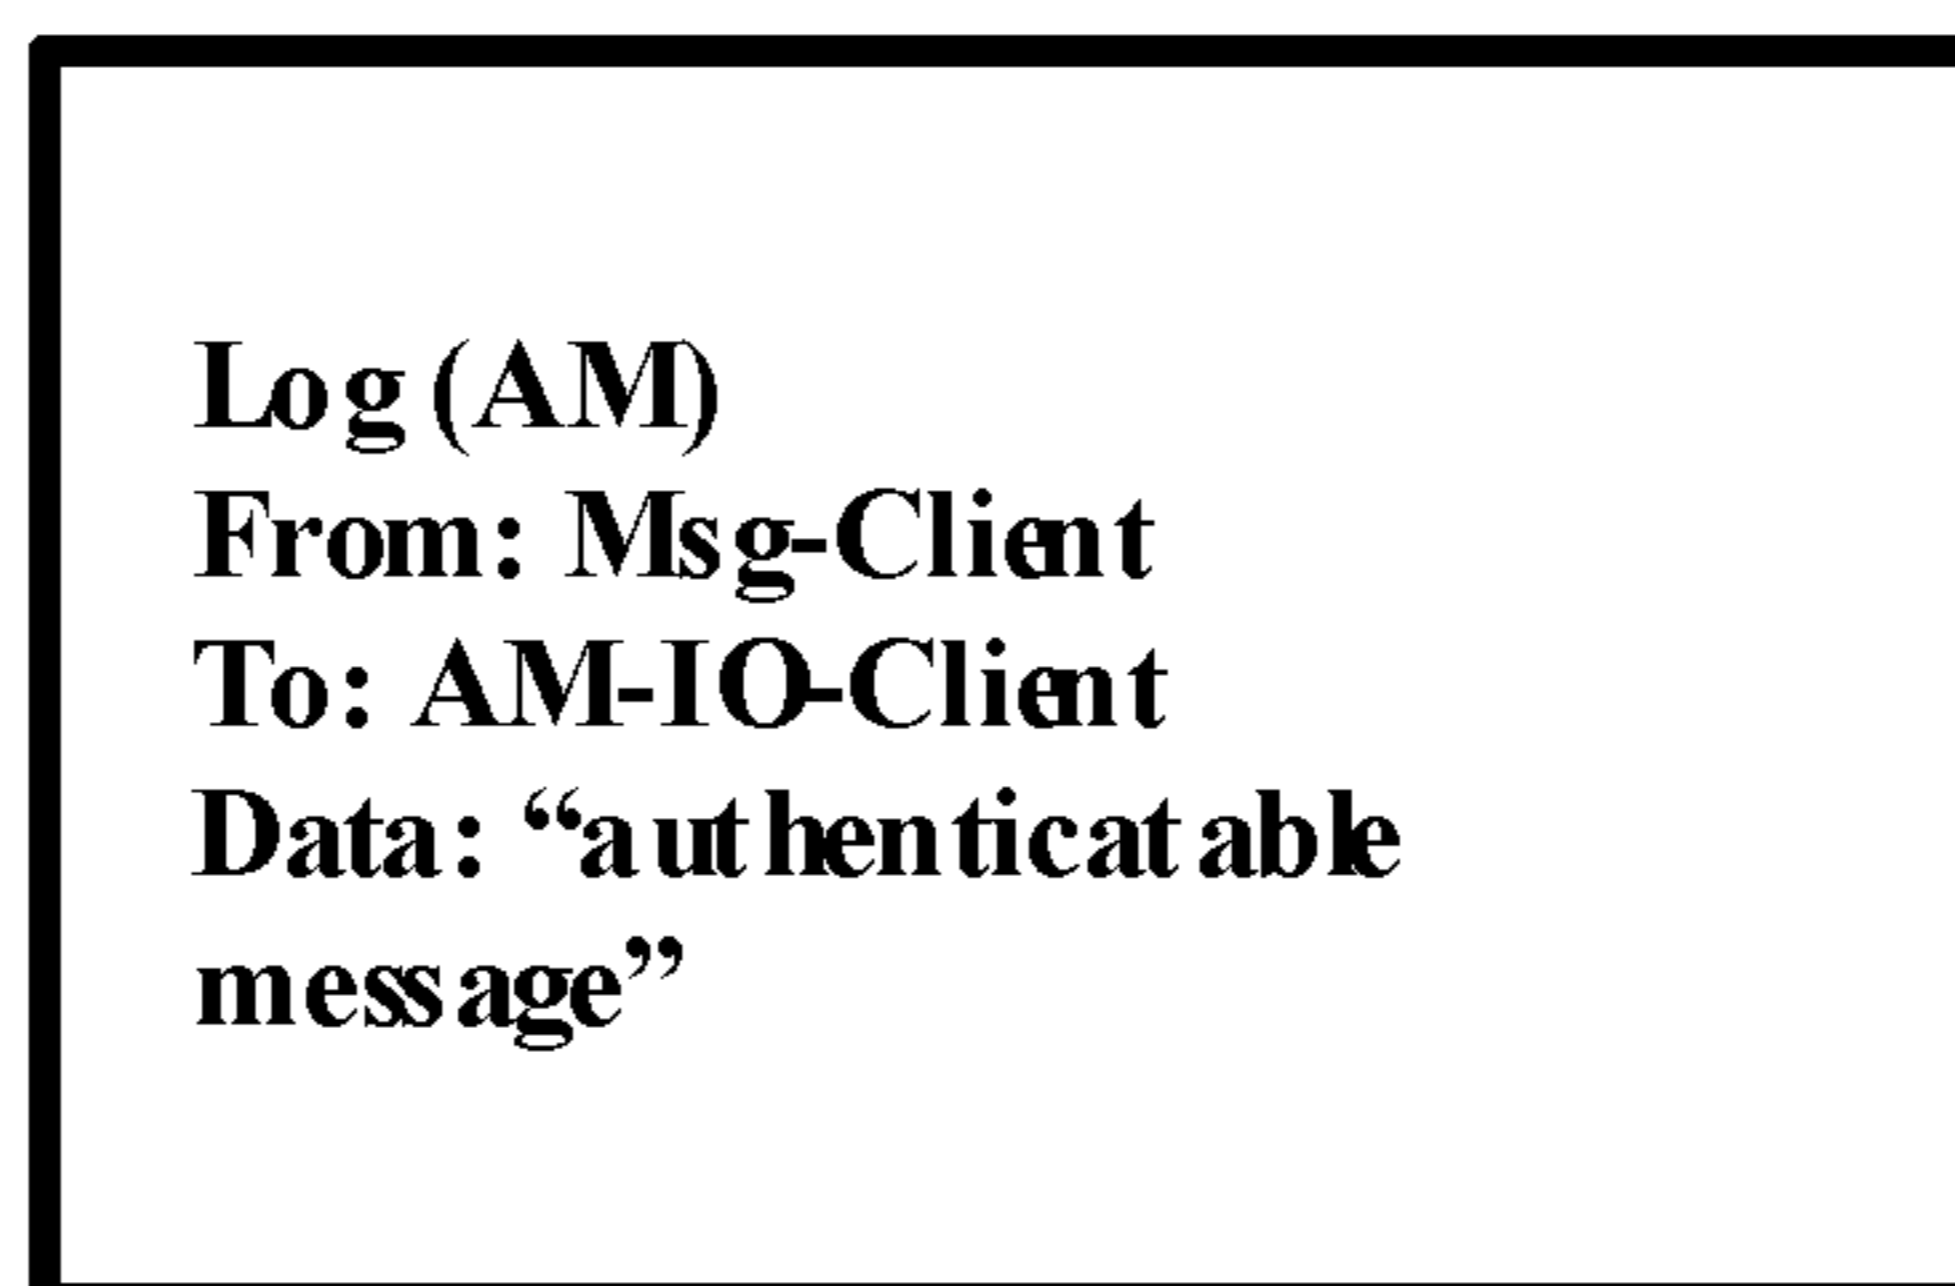 Log (AM)
From: Msg-Client
To: AM-IO-Client
Data: “authenticatable
message”